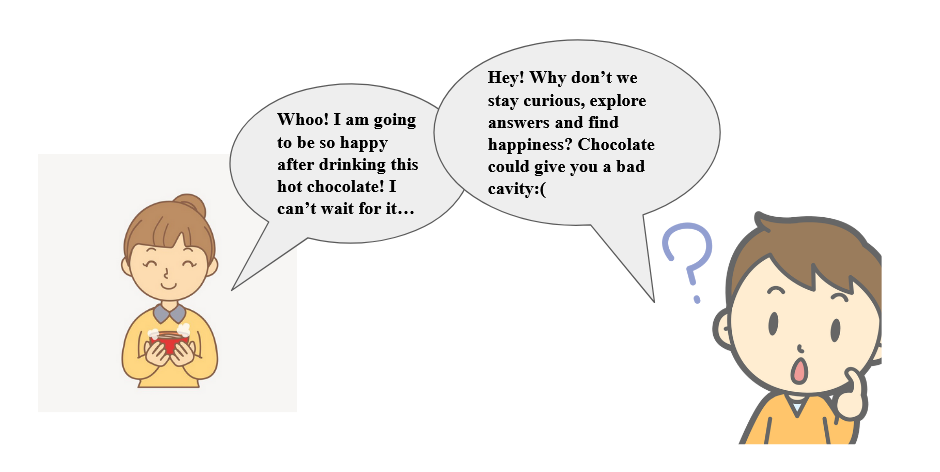 Whoo! I am going
to be so happy
after drinking this
hot chocolate! I
can’t wait for it…
Hey! Why don’t we
stay curious, explore
answers and find
happiness? Chocolate
could give you a bad
cavity:(
?